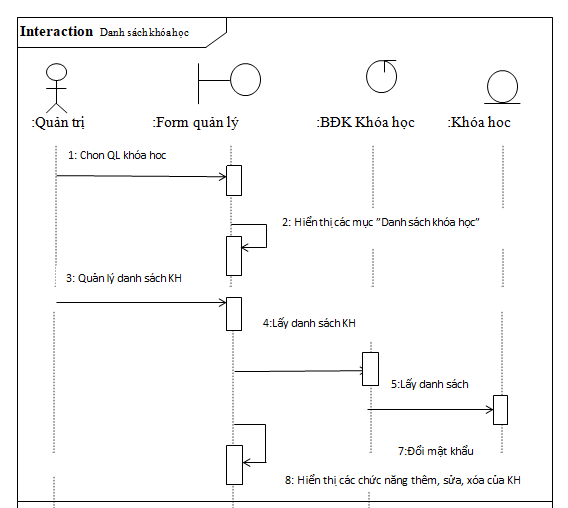 Interaction Danh sách khóa học
:Quản trị :Form quản lý :BĐK Khóa học :Khóa hoc
1: Chon QL khóa hoc
2: Hiển thị các mục "Danh sách khóa học"
3: Quản lý danh sách KH
4:Lấy danh sách KH
5:Lấy danh sách
7:Đổi mật khẩu
8: Hiển thị các chức năng thêm, sửa, xóa của KH